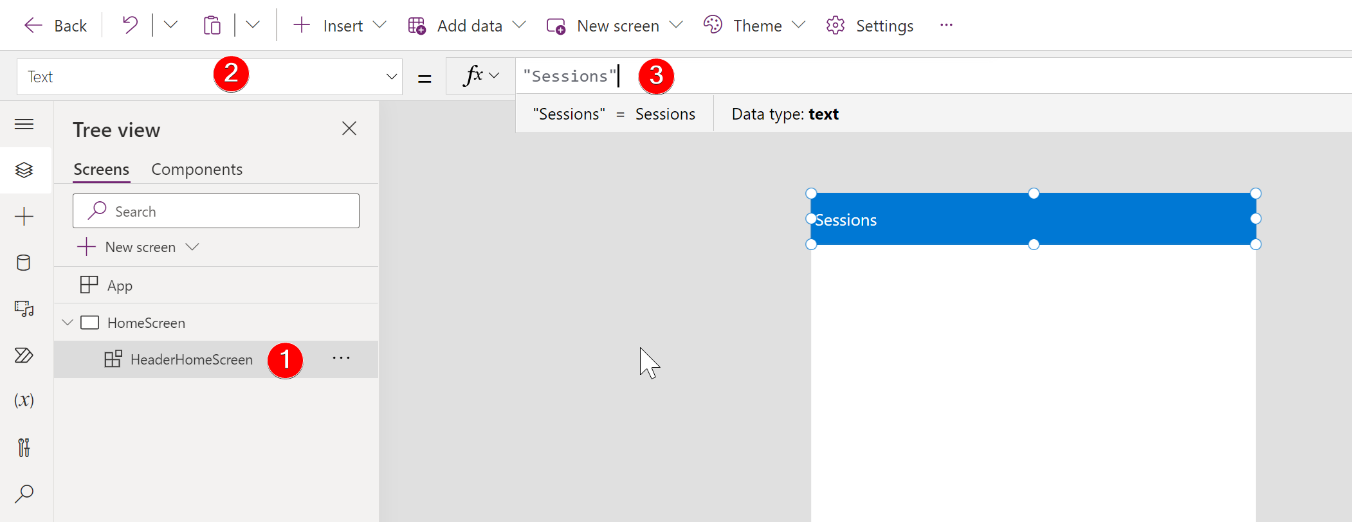 Back Insert Add data New screen Theme Settings ...
Text 2 = fx "Sessions" 3
"Sessions" = Sessions Data type: text
Tree view
Screens Components
Search
New screen
App
HomeScreen
HeaderHomeScreen 1 ...
(x)
Sessions